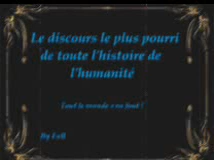 Le discours le plus pourri
de toute l'histoire de
l'humanité
Tout le monde s'en fout !
By